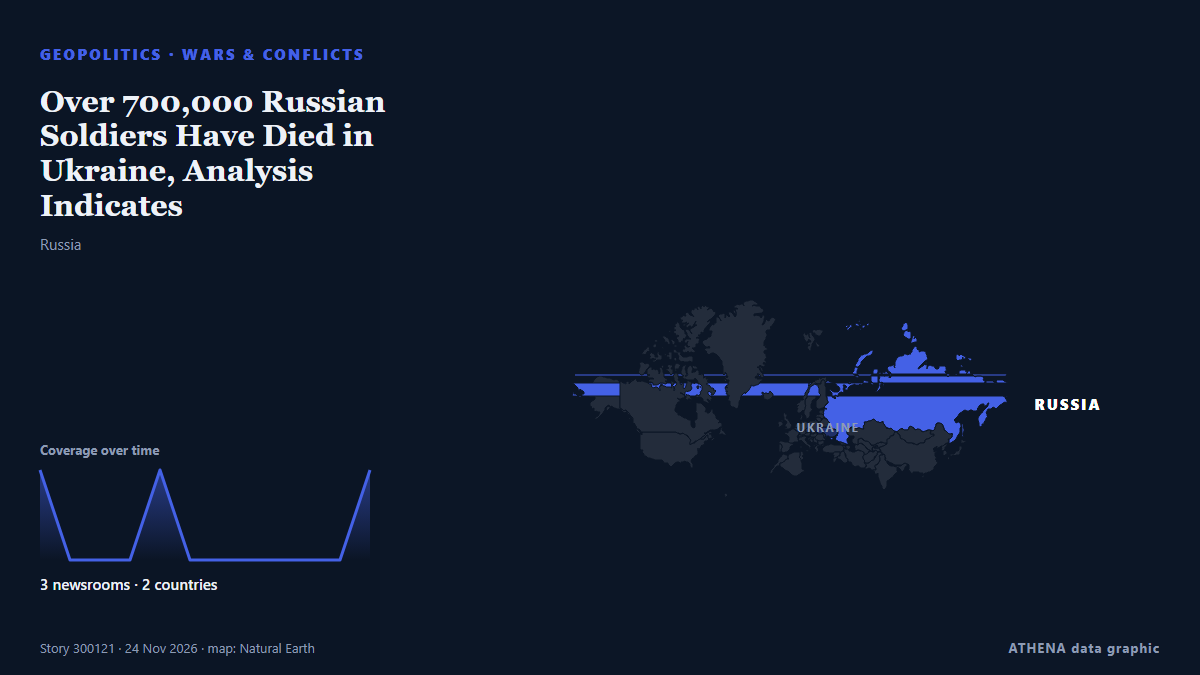 GEOPOLITICS · WARS & CONFLICTS
Over 700,000 Russian
Soldiers Have Died in
Ukraine, Analysis
Indicates
Russia
RUSSIA
UKRAINE
Coverage over time
3 newsrooms · 2 countries
Story 300121 · 24 Nov 2026 · map: Natural Earth
ATHENA data graphic